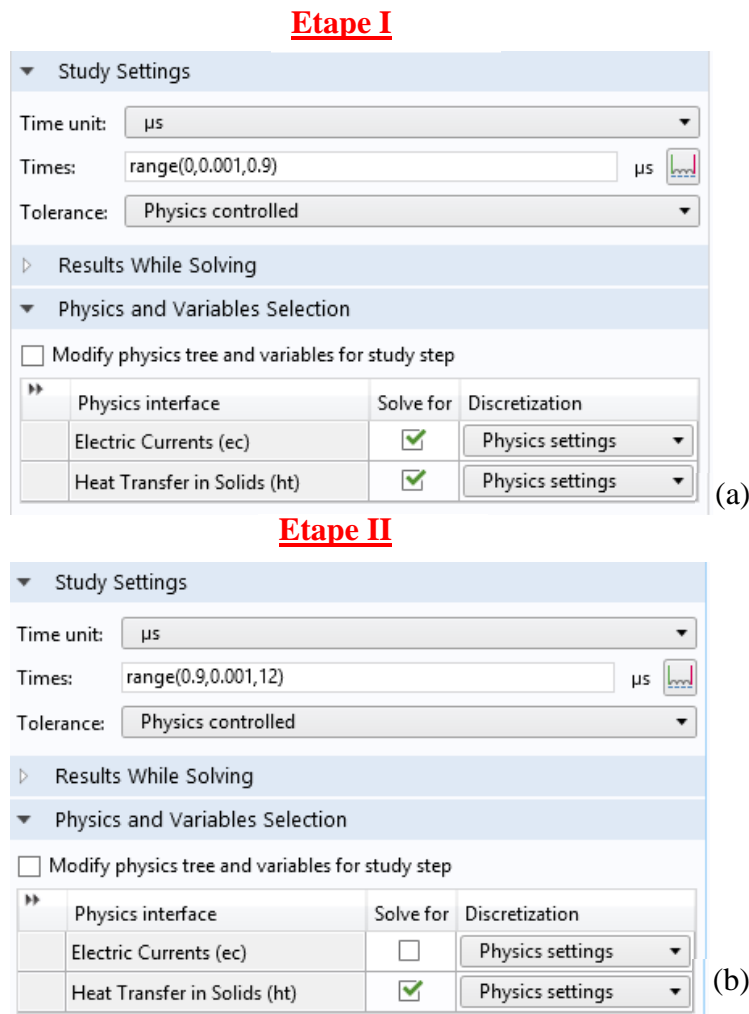 Etape I
Study Settings
Time unit: µs
Times: range(0,0.001,0.9) µs
Tolerance: Physics controlled
Results While Solving
Physics and Variables Selection
Modify physics tree and variables for study step
Physics interface Solve for Discretization
Electric Currents (ec) Physics settings
Heat Transfer in Solids (ht) Physics settings
(a)
Etape II
Study Settings
Time unit: µs
Times: range(0.9,0.001,12) µs
Tolerance: Physics controlled
Results While Solving
Physics and Variables Selection
Modify physics tree and variables for study step
Physics interface Solve for Discretization
Electric Currents (ec) Physics settings
Heat Transfer in Solids (ht) Physics settings
(b)